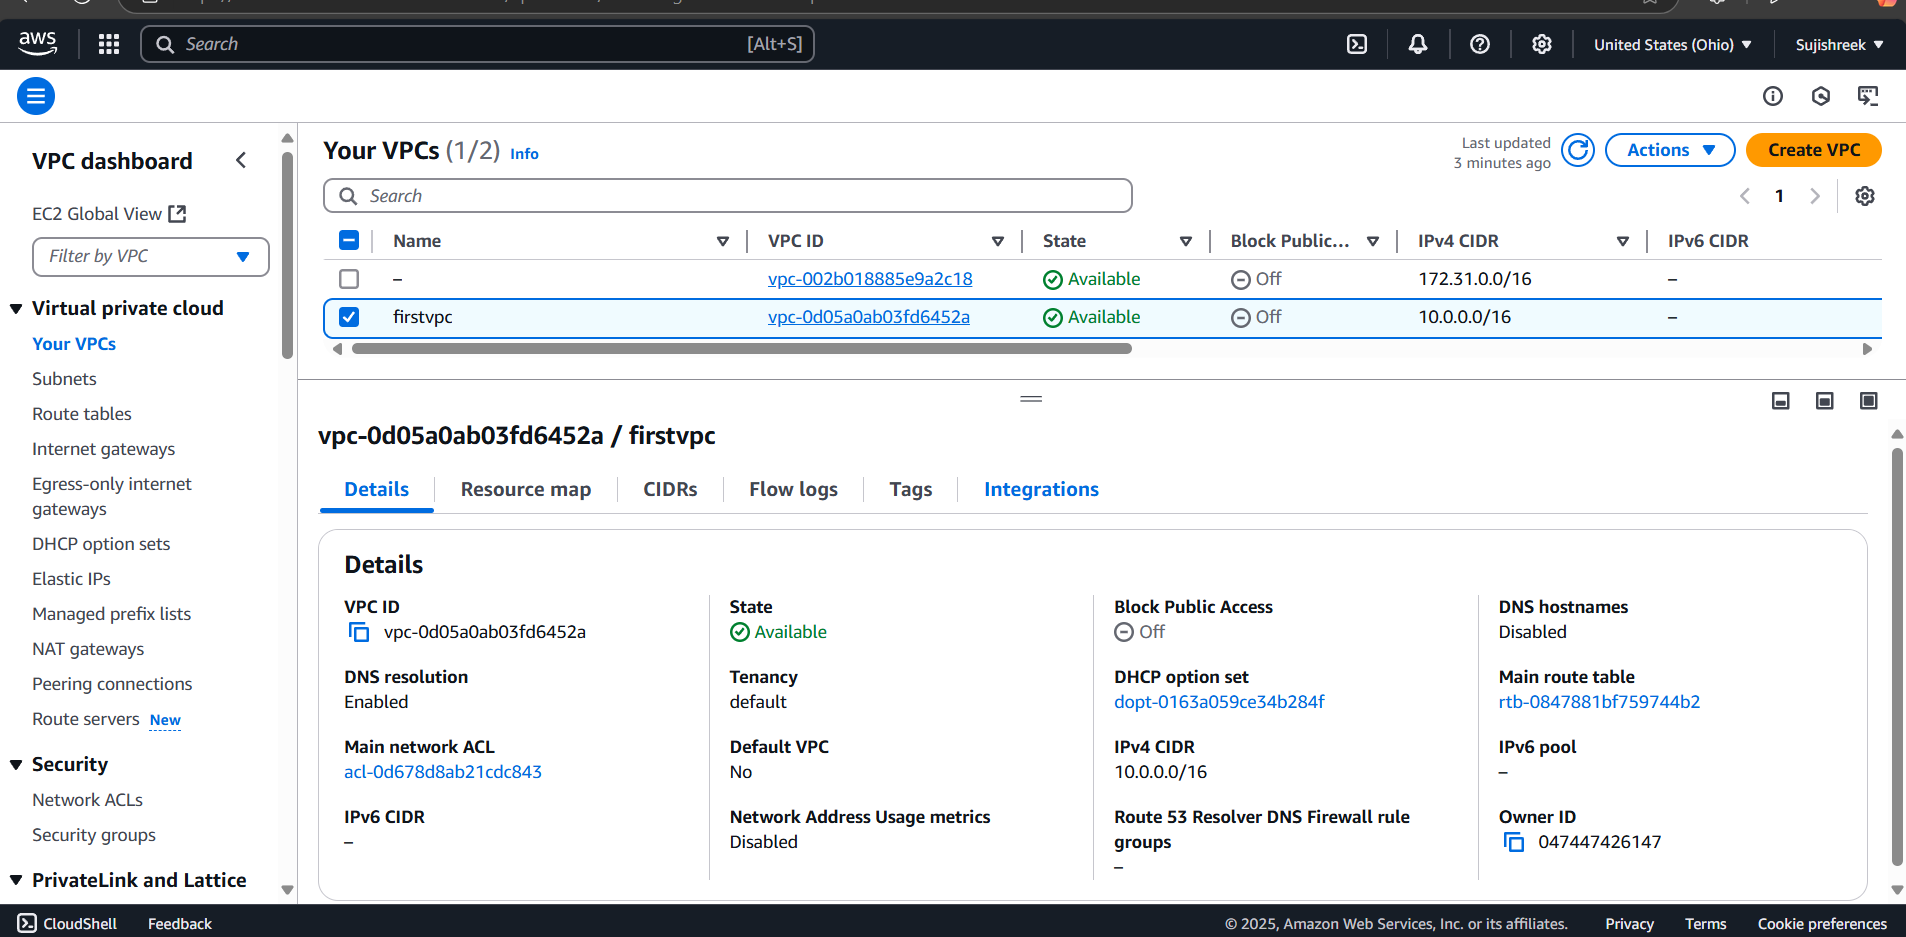 aws
Search [Alt+S]
United States (Ohio)
Sujishreek
VPC dashboard
EC2 Global View
Filter by VPC
Virtual private cloud
Your VPCs
Subnets
Route tables
Internet gateways
Egress-only internet
gateways
DHCP option sets
Elastic IPs
Managed prefix lists
NAT gateways
Peering connections
Route servers New
Security
Network ACLs
Security groups
PrivateLink and Lattice
Your VPCs (1/2) Info
Last updated
3 minutes ago
Actions
Create VPC
Search
1
Name VPC ID State Block Public... IPv4 CIDR IPv6 CIDR
– vpc-002b018885e9a2c18 Available Off 172.31.0.0/16 –
firstvpc vpc-0d05a0ab03fd6452a Available Off 10.0.0.0/16 –
vpc-0d05a0ab03fd6452a / firstvpc
Details Resource map CIDRs Flow logs Tags Integrations
Details
VPC ID
vpc-0d05a0ab03fd6452a
State
Available
Block Public Access
Off
DNS hostnames
Disabled
DNS resolution
Enabled
Tenancy
default
DHCP option set
dopt-0163a059ce34b284f
Main route table
rtb-0847881bf759744b2
Main network ACL
acl-0d678d8ab21cdc843
Default VPC
No
IPv4 CIDR
10.0.0.0/16
IPv6 pool
–
IPv6 CIDR
–
Network Address Usage metrics
Disabled
Route 53 Resolver DNS Firewall rule
groups
–
Owner ID
047447426147
CloudShell Feedback
© 2025, Amazon Web Services, Inc. or its affiliates. Privacy Terms Cookie preferences